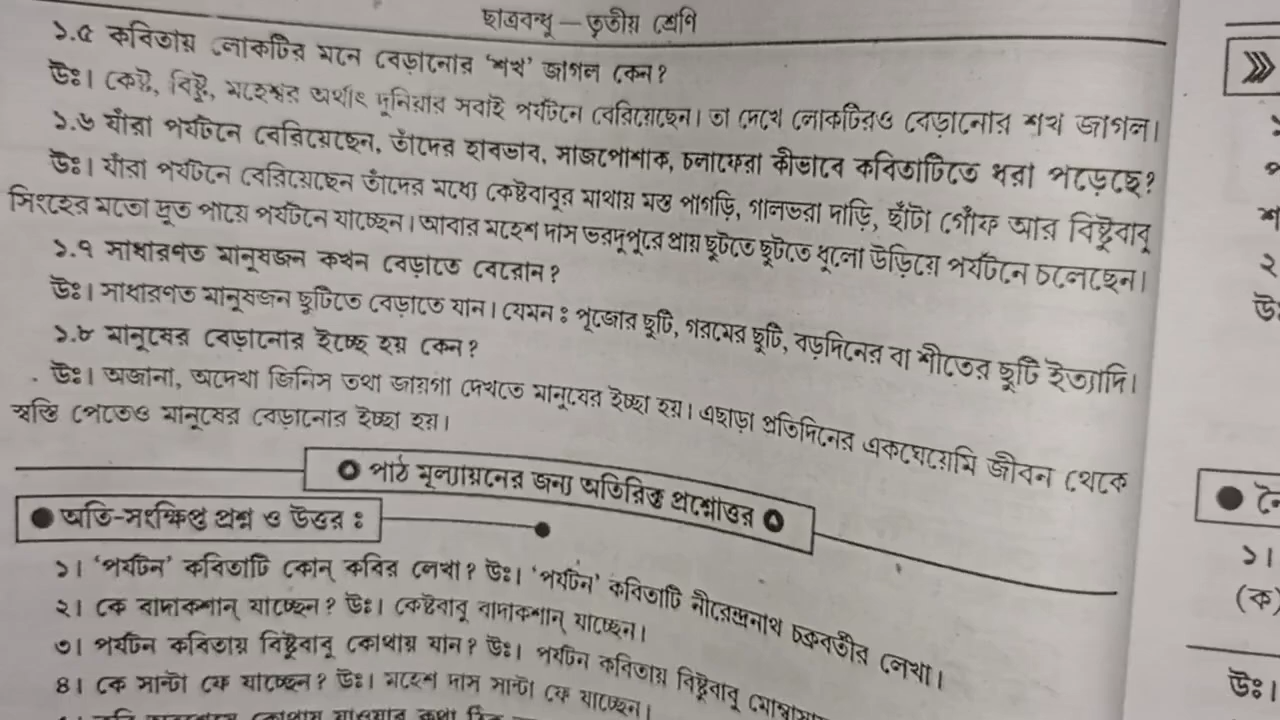 ছাত্রবন্ধু — তৃতীয় শ্রেণি
১.৫ কবিতায় লোকটির মনে বেড়ানোর ‘শখ’ জাগল কেন?
উঃ। কেষ্ট, বিষ্টু, মহেশ্বর অর্থাৎ দুনিয়ার সবাই পর্যটনে বেরিয়েছেন। তা দেখে লোকটিরও বেড়ানোর শখ জাগল।
১.৬ যাঁরা পর্যটনে বেরিয়েছেন, তাঁদের হাবভাব, সাজপোশাক, চলাফেরা কীভাবে কবিতাটিতে ধরা পড়েছে?
উঃ। যাঁরা পর্যটনে বেরিয়েছেন তাঁদের মধ্যে কেষ্টবাবুর মাথায় মস্ত পাগড়ি, গালভরা দাড়ি, ছাঁটা গোঁফ আর বিষ্টুবাবু
সিংহের মতো দ্রুত পায়ে পর্যটনে যাচ্ছেন। আবার মহেশ দাস ভরদুপুরে প্রায় ছুটতে ছুটতে ধুলো উড়িয়ে পর্যটনে চলেছেন।
১.৭ সাধারণত মানুষজন কখন বেড়াতে বেরোন?
উঃ। সাধারণত মানুষজন ছুটিতে বেড়াতে যান। যেমন ঃ পূজোর ছুটি, গরমের ছুটি, বড়দিনের বা শীতের ছুটি ইত্যাদি।
১.৮ মানুষের বেড়ানোর ইচ্ছে হয় কেন?
উঃ। অজানা, অদেখা জিনিস তথা জায়গা দেখতে মানুষের ইচ্ছা হয়। এছাড়া প্রতিদিনের একঘেয়েমি জীবন থেকে
স্বস্তি পেতেও মানুষের বেড়ানোর ইচ্ছা হয়।
পাঠ মূল্যায়নের জন্য অতিরিক্ত প্রশ্নোত্তর
● অতি-সংক্ষিপ্ত প্রশ্ন ও উত্তর ঃ
১। ‘পর্যটন’ কবিতাটি কোন্ কবির লেখা? উঃ। ‘পর্যটন’ কবিতাটি নীরেন্দ্রনাথ চক্রবর্তীর লেখা।
২। কে বাদাকশান্ যাচ্ছেন? উঃ। কেষ্টবাবু বাদাকশান্ যাচ্ছেন।
৩। পর্যটন কবিতায় বিষ্টুবাবু কোথায় যান? উঃ। পর্যটন কবিতায় বিষ্টুবাবু
৪। কে সান্টা ফে যাচ্ছেন? উঃ। মহেশ দাস সান্টা ফে যাচ্ছেন।
২
উঃ
১।
(ক)
উঃ।